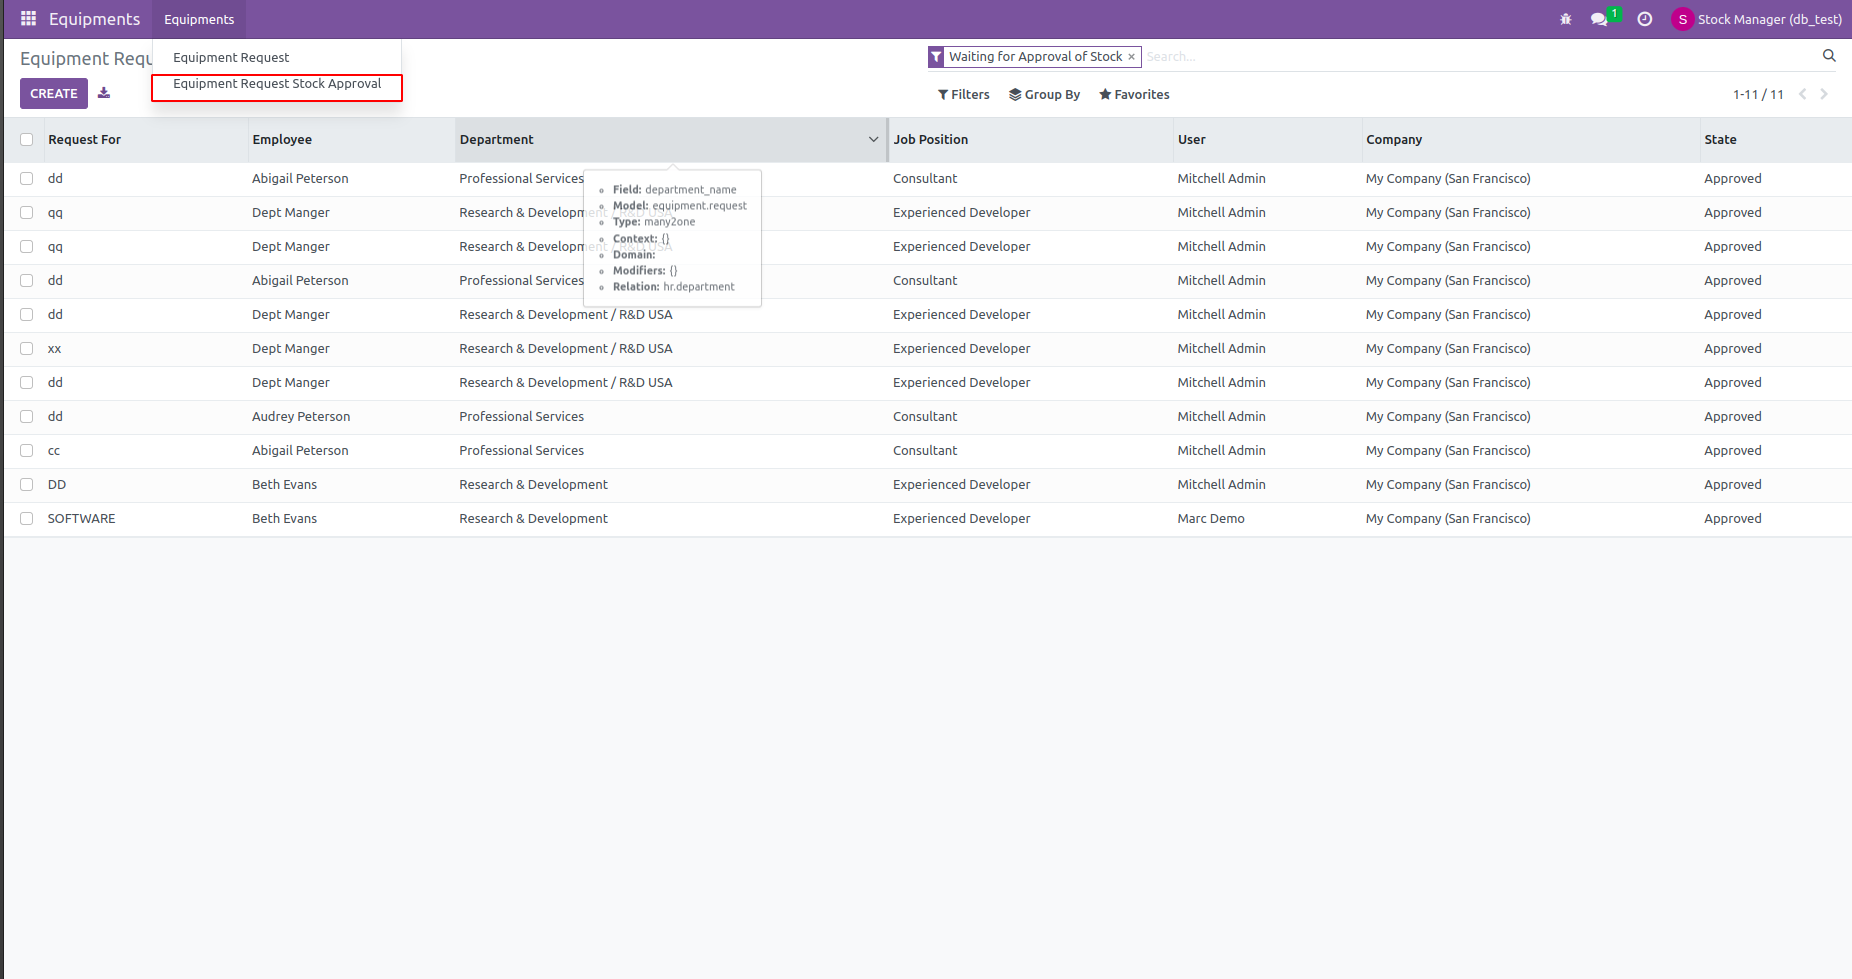 Equipments Equipments 1 S Stock Manager (db_test)
Equipment Requ Equipment Request Waiting for Approval of Stock × Search...
Equipment Request Stock Approval
CREATE Filters Group By Favorites 1-11 / 11
Request For Employee Department Job Position User Company State
dd Abigail Peterson Professional Services Consultant Mitchell Admin My Company (San Francisco) Approved
Field: department_name
Model: equipment.request
Type: many2one
Context: {}
Domain:
Modifiers: {}
Relation: hr.department
qq Dept Manger Research & Development / R&D USA Experienced Developer Mitchell Admin My Company (San Francisco) Approved
qq Dept Manger Research & Development / R&D USA Experienced Developer Mitchell Admin My Company (San Francisco) Approved
dd Abigail Peterson Professional Services Consultant Mitchell Admin My Company (San Francisco) Approved
dd Dept Manger Research & Development / R&D USA Experienced Developer Mitchell Admin My Company (San Francisco) Approved
xx Dept Manger Research & Development / R&D USA Experienced Developer Mitchell Admin My Company (San Francisco) Approved
dd Dept Manger Research & Development / R&D USA Experienced Developer Mitchell Admin My Company (San Francisco) Approved
dd Audrey Peterson Professional Services Consultant Mitchell Admin My Company (San Francisco) Approved
cc Abigail Peterson Professional Services Consultant Mitchell Admin My Company (San Francisco) Approved
DD Beth Evans Research & Development Experienced Developer Mitchell Admin My Company (San Francisco) Approved
SOFTWARE Beth Evans Research & Development Experienced Developer Marc Demo My Company (San Francisco) Approved